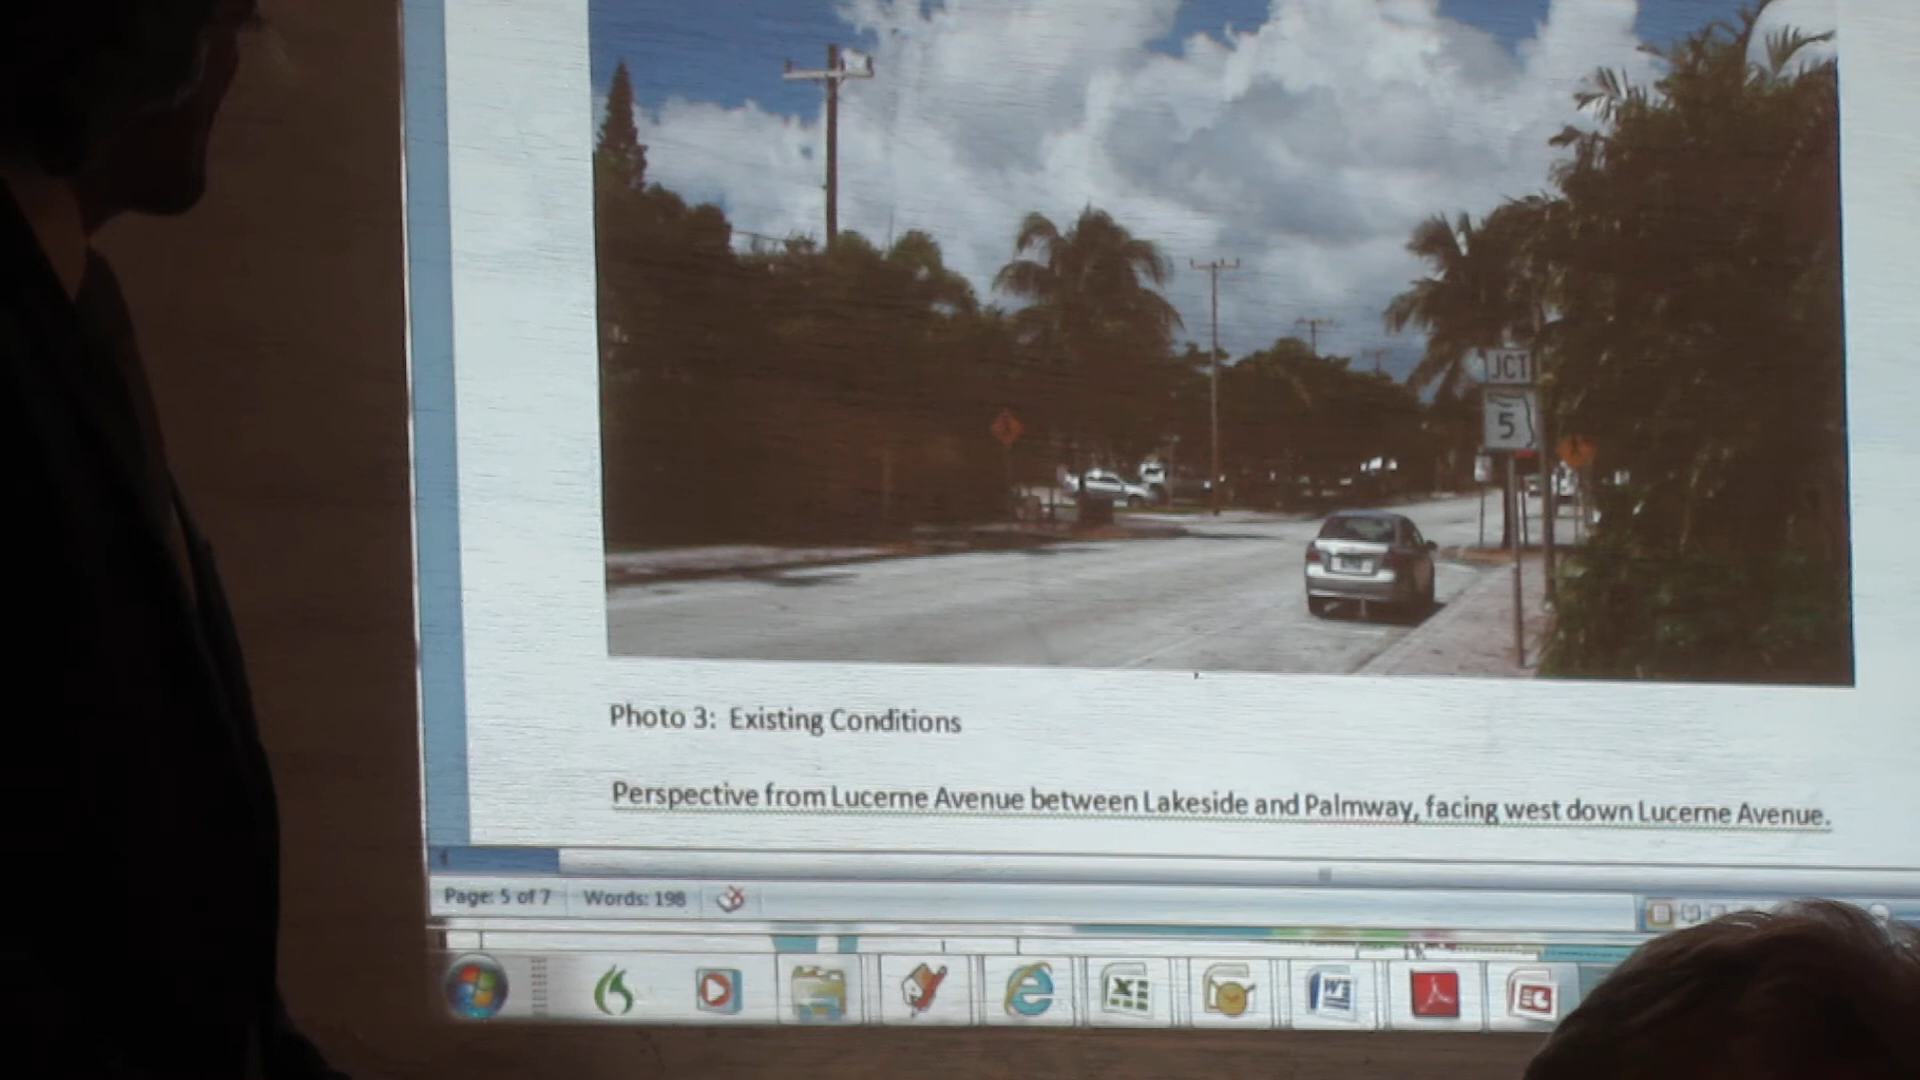 JCT
5
Photo 3: Existing Conditions
Perspective from Lucerne Avenue between Lakeside and Palmway, facing west down Lucerne Avenue.
Page: 5 of 7 Words: 198